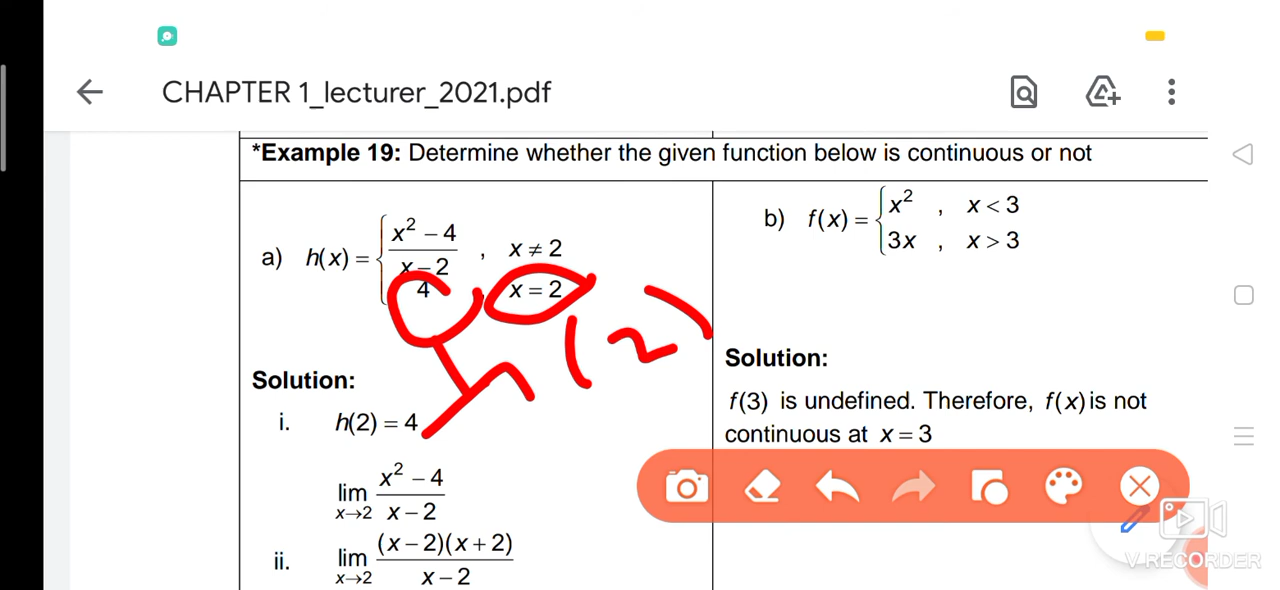 CHAPTER 1_lecturer_2021.pdf
*Example 19: Determine whether the given function below is continuous or not
a) h(x) = { (x² − 4)/(x − 2) , x ≠ 2
4 , x = 2
h(2)
Solution:
i. h(2) = 4
lim x→2 (x² − 4)/(x − 2)
ii. lim x→2 ((x − 2)(x + 2))/(x − 2)
b) f(x) = { x² , x < 3
3x , x > 3
Solution:
f(3) is undefined. Therefore, f(x) is not
continuous at x = 3
V RECORDER